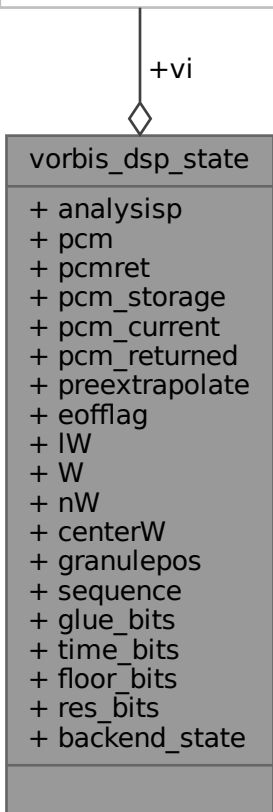 +vi
vorbis_dsp_state
+ analysisp
+ pcm
+ pcmret
+ pcm_storage
+ pcm_current
+ pcm_returned
+ preextrapolate
+ eofflag
+ lW
+ W
+ nW
+ centerW
+ granulepos
+ sequence
+ glue_bits
+ time_bits
+ floor_bits
+ res_bits
+ backend_state